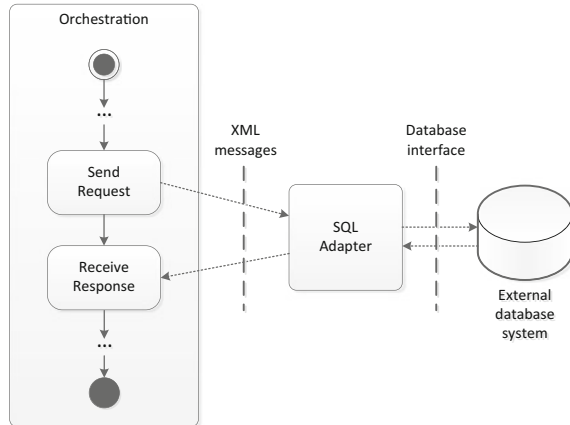 Orchestration
...
Send
Request
Receive
Response
...
XML
messages
SQL
Adapter
Database
interface
External
database
system